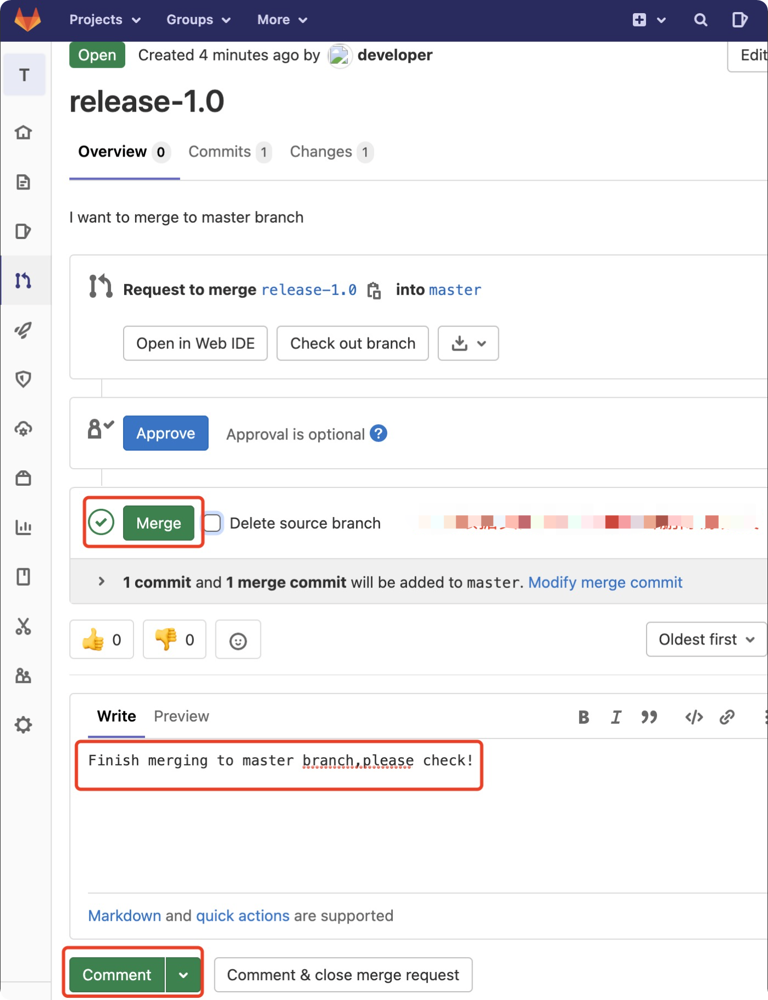 Projects Groups More
T
Open Created 4 minutes ago by developer Edit
release-1.0
Overview 0 Commits 1 Changes 1
I want to merge to master branch
Request to merge release-1.0 into master
Open in Web IDE Check out branch
Approve Approval is optional ?
Merge Delete source branch
1 commit and 1 merge commit will be added to master. Modify merge commit
0 0 Oldest first
Write Preview B I
Finish merging to master branch,please check!
Markdown and quick actions are supported
Comment Comment & close merge request